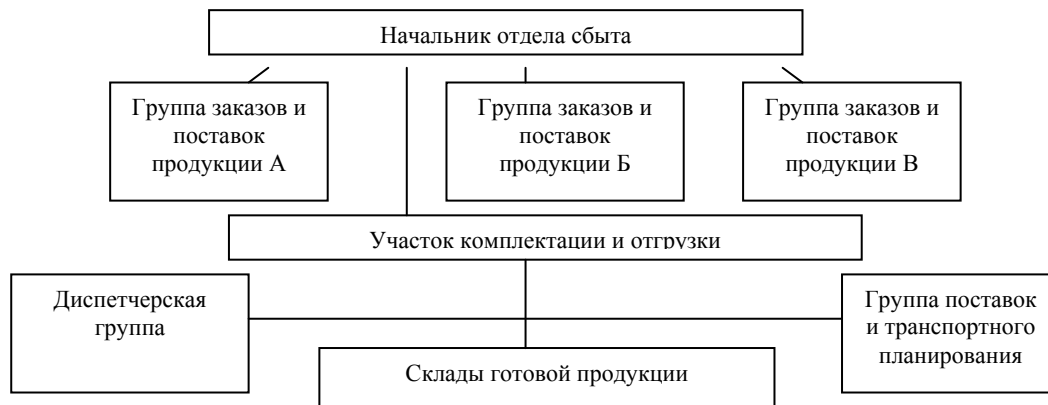 Начальник отдела сбыта
Группа заказов и
поставок
продукции А
Группа заказов и
поставок
продукции Б
Группа заказов и
поставок
продукции В
Участок комплектации и отгрузки
Диспетчерская
группа
Группа поставок
и транспортного
планирования
Склады готовой продукции